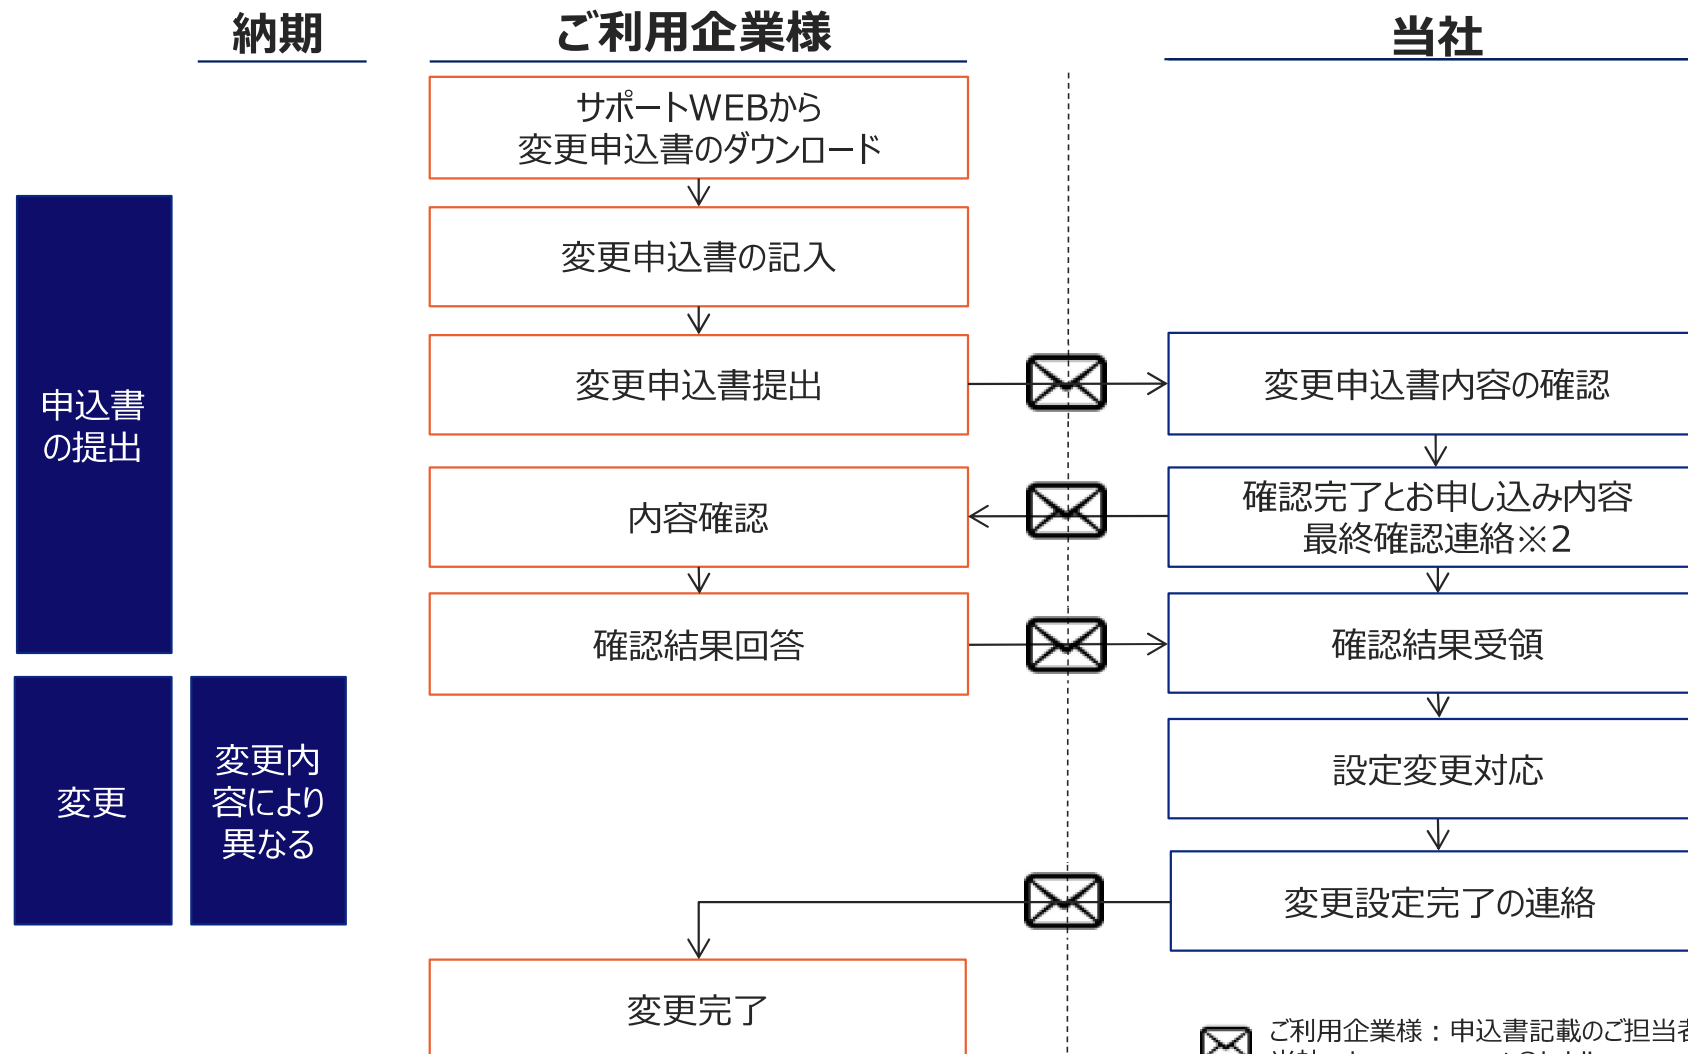 納期
ご利用企業様
当社
サポートWEBから
変更申込書のダウンロード
変更申込書の記入
申込書
の提出
変更申込書提出
変更申込書内容の確認
内容確認
確認完了とお申し込み内容
最終確認連絡※2
確認結果回答
確認結果受領
変更
変更内
容により
異なる
設定変更対応
変更設定完了の連絡
変更完了
ご利用企業様：申込書記載のご担当者